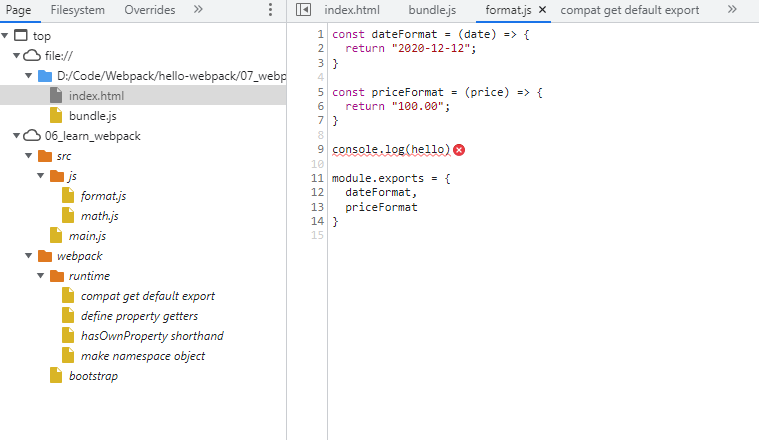 Page Filesystem Overrides »
top
file://
D:/Code/Webpack/hello-webpack/07_webp
index.html
bundle.js
06_learn_webpack
src
js
format.js
math.js
main.js
webpack
runtime
compat get default export
define property getters
hasOwnProperty shorthand
make namespace object
bootstrap
index.html bundle.js format.js × compat get default export »
1 const dateFormat = (date) => {
2 return "2020-12-12";
3 }
4
5 const priceFormat = (price) => {
6 return "100.00";
7 }
8
9 console.log(hello)
10
11 module.exports = {
12 dateFormat,
13 priceFormat
14 }
15